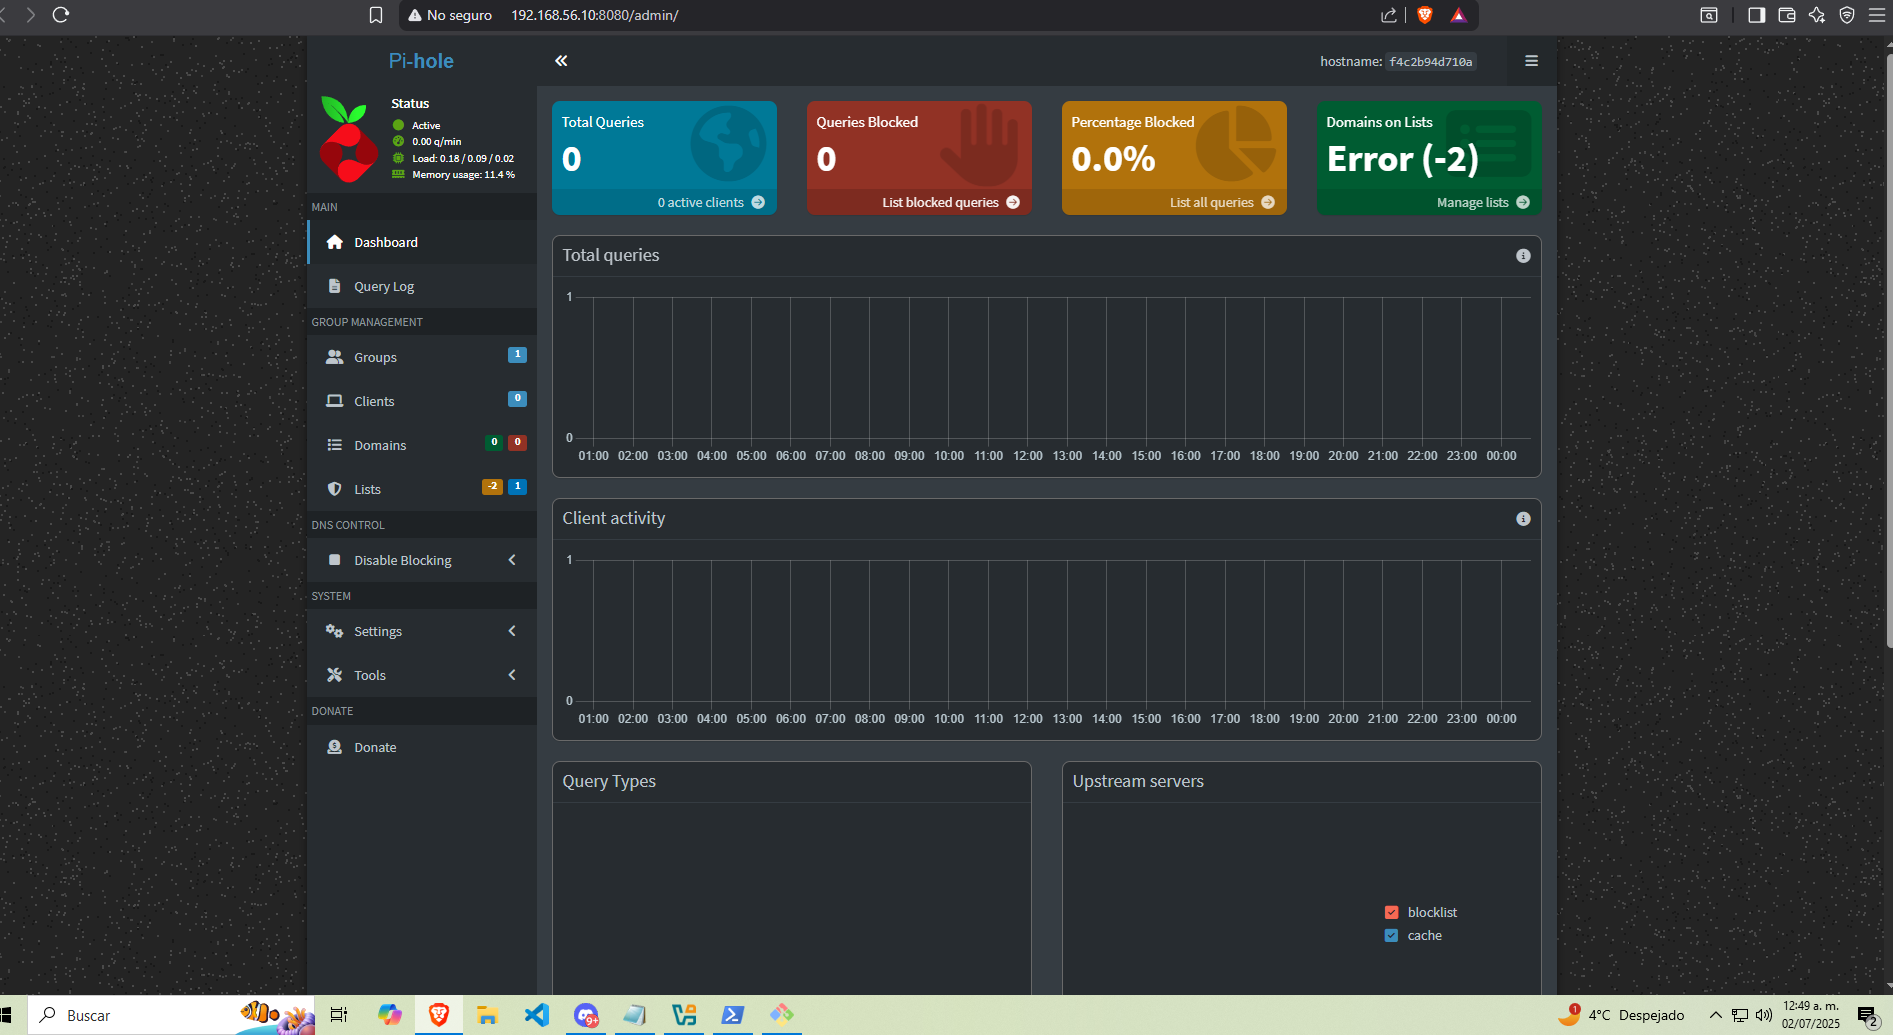 No seguro 192.168.56.10:8080/admin/
Pi-hole
hostname: f4c2b94d710a
Status
Active
0.00 q/min
Load: 0.18 / 0.09 / 0.02
Memory usage: 11.4 %
MAIN
Dashboard
Query Log
GROUP MANAGEMENT
Groups 1
Clients 0
Domains 0 0
Lists -2 1
DNS CONTROL
Disable Blocking
SYSTEM
Settings
Tools
DONATE
Donate
Total Queries
0
0 active clients
Queries Blocked
0
List blocked queries
Percentage Blocked
0.0%
List all queries
Domains on Lists
Error (-2)
Manage lists
Total queries
1
0
01:00 02:00 03:00 04:00 05:00 06:00 07:00 08:00 09:00 10:00 11:00 12:00 13:00 14:00 15:00 16:00 17:00 18:00 19:00 20:00 21:00 22:00 23:00 00:00
Client activity
1
0
01:00 02:00 03:00 04:00 05:00 06:00 07:00 08:00 09:00 10:00 11:00 12:00 13:00 14:00 15:00 16:00 17:00 18:00 19:00 20:00 21:00 22:00 23:00 00:00
Query Types
Upstream servers
blocklist
cache
Buscar
9+
1
4°C Despejado
12:49 a. m.
02/07/2025
2